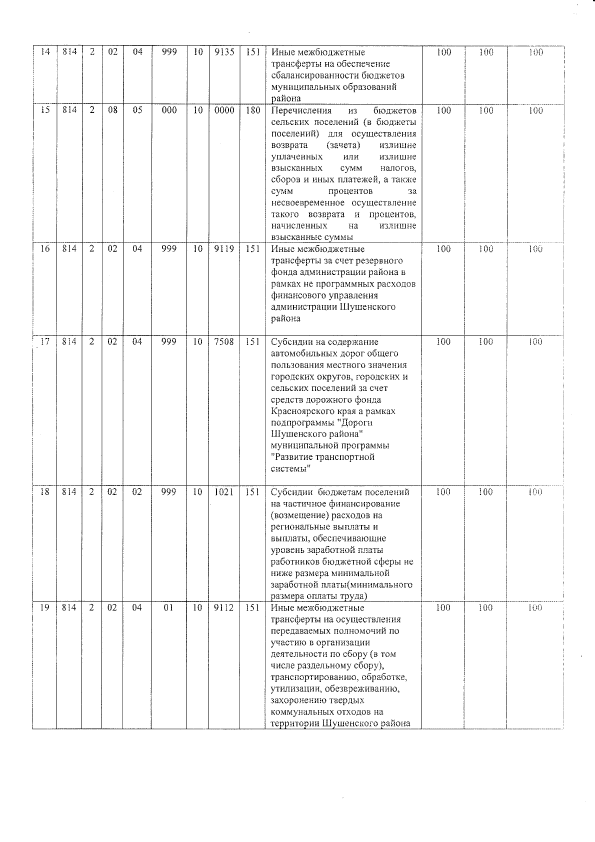 14 814 2 02 04 999 10 9135 151 Иные межбюджетные 100 100 100
трансферты на обеспечение
сбалансированности бюджетов
муниципальных образований
района
15 814 2 08 05 000 10 0000 180 Перечисления из бюджетов 100 100 100
сельских поселений (в бюджеты
поселений) для осуществления
возврата (зачета) излишне
уплаченных или излишне
взысканных сумм налогов,
сборов и иных платежей, а также
сумм процентов за
несвоевременное осуществление
такого возврата и процентов,
начисленных на излишне
взысканные суммы
16 814 2 02 04 999 10 9119 151 Иные межбюджетные 100 100 100
трансферты за счет резервного
фонда администрации района в
рамках не программных расходов
финансового управления
администрации Шушенского
района
17 814 2 02 04 999 10 7508 151 Субсидии на содержание 100 100 100
автомобильных дорог общего
пользования местного значения
городских округов, городских и
сельских поселений за счет
средств дорожного фонда
Красноярского края а рамках
подпрограммы "Дороги
Шушенского района"
муниципальной программы
"Развитие транспортной
системы"
18 814 2 02 02 999 10 1021 151 Субсидии бюджетам поселений 100 100 100
на частичное финансирование
(возмещение) расходов на
региональные выплаты и
выплаты, обеспечивающие
уровень заработной платы
работников бюджетной сферы не
ниже размера минимальной
заработной платы(минимального
размера оплаты труда)
19 814 2 02 04 01 10 9112 151 Иные межбюджетные 100 100 100
трансферты на осуществления
передаваемых полномочий по
участию в организации
деятельности по сбору (в том
числе раздельному сбору),
транспортированию, обработке,
утилизации, обезвреживанию,
захоронению твердых
коммунальных отходов на
территории Шушенского района